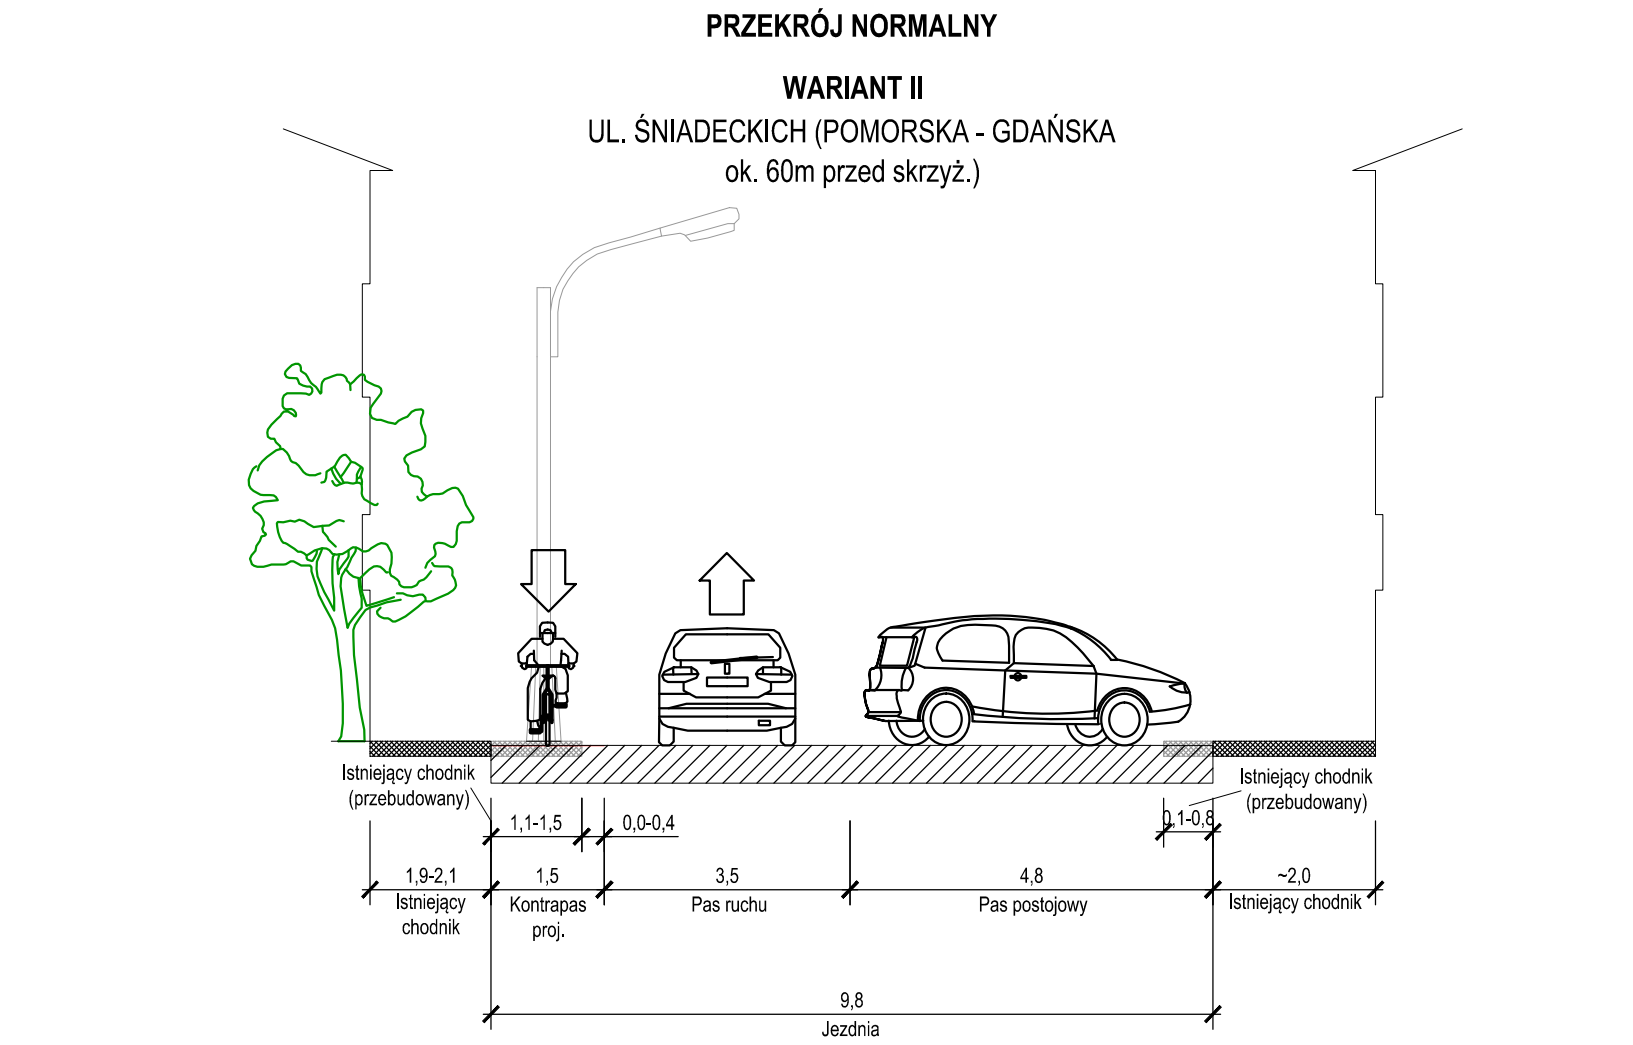 PRZEKRÓJ NORMALNY
WARIANT II
UL. ŚNIADECKICH (POMORSKA - GDAŃSKA
ok. 60m przed skrzyż.)
Istniejący chodnik
(przebudowany)
Istniejący chodnik
(przebudowany)
1,1-1,5
0,0-0,4
0,1-0,8
1,9-2,1
Istniejący
chodnik
1,5
Kontrapas
proj.
3,5
Pas ruchu
4,8
Pas postojowy
~2,0
Istniejący chodnik
9,8
Jezdnia